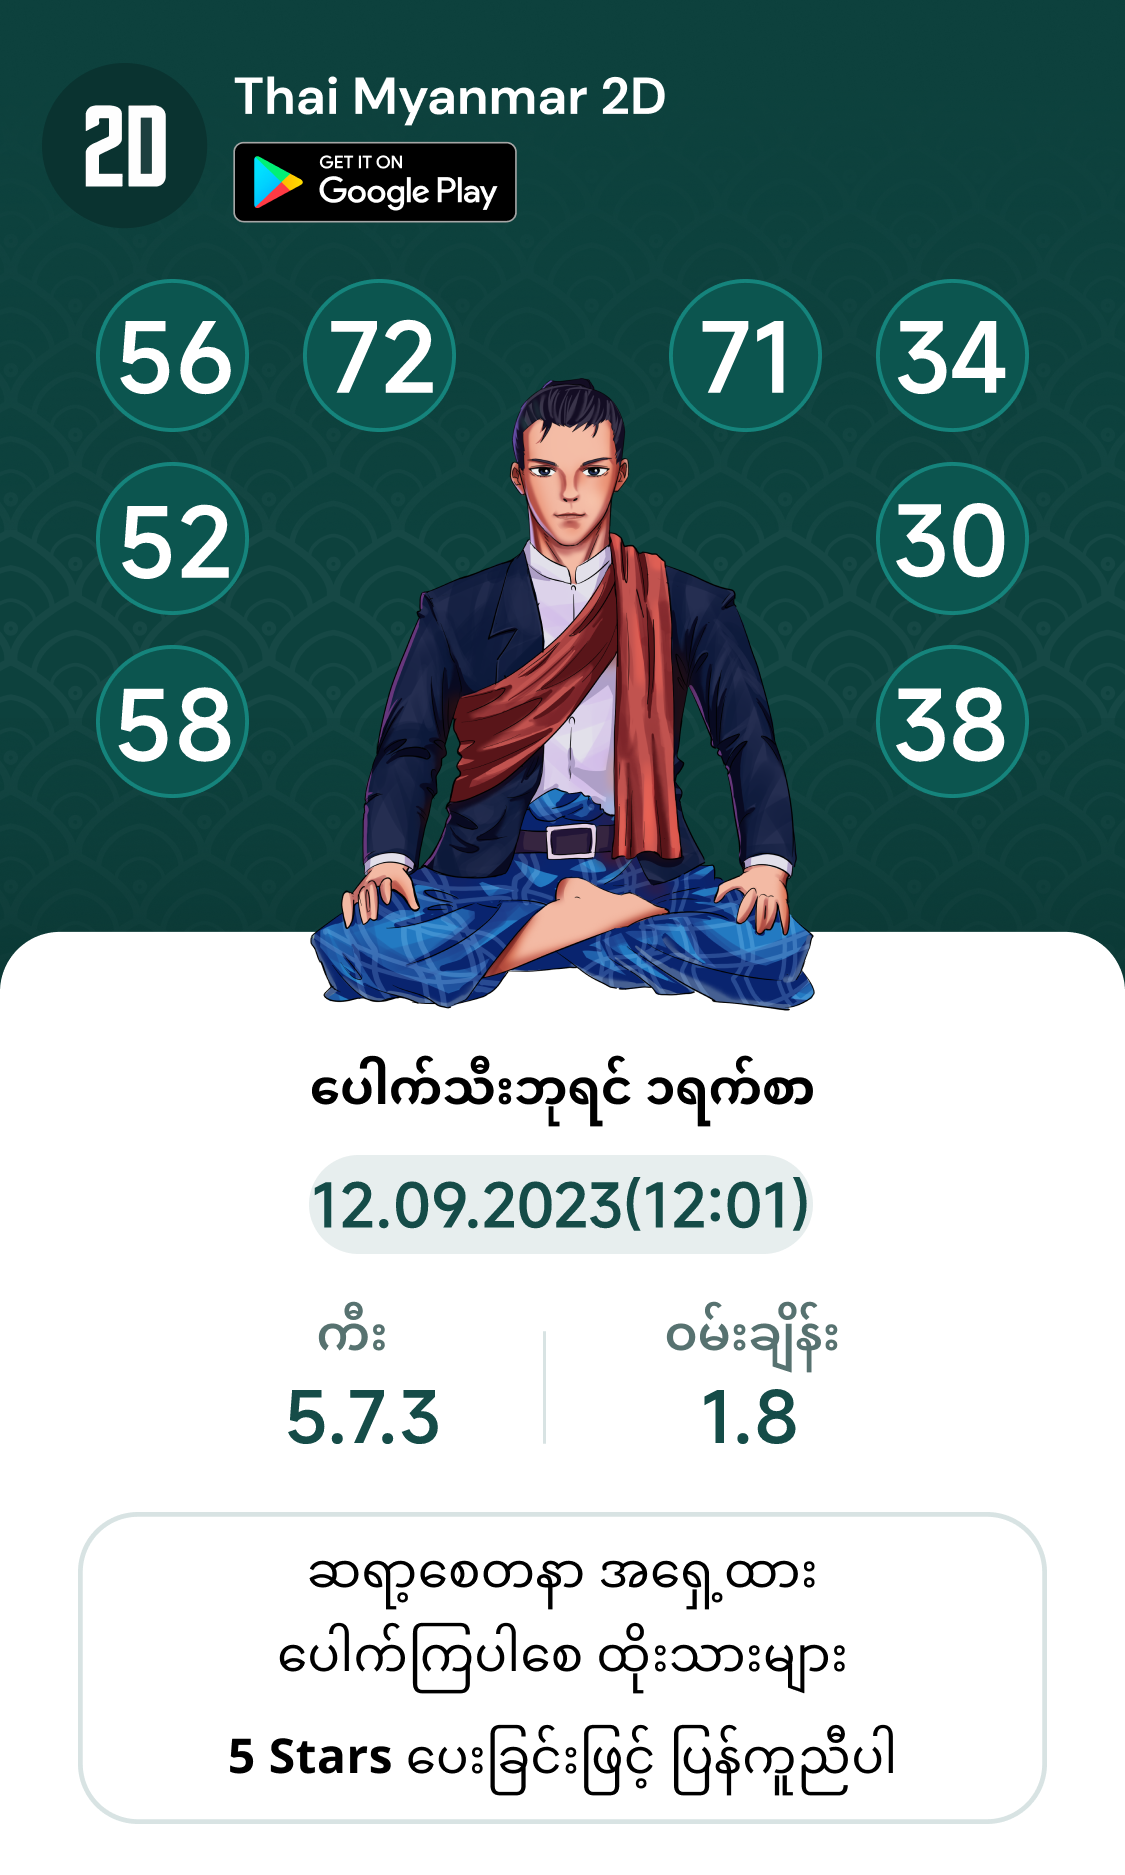 2D
Thai Myanmar 2D
GET IT ON
Google Play
56 72 71 34
52 30
58 38
ပေါက်သီးဘုရင် ၁ရက်စာ
12.09.2023(12:01)
ကီး ဝမ်းချိန်း
5.7.3 1.8
ဆရာ့စေတနာ အရှေ့ထား
ပေါက်ကြပါစေ ထိုးသားများ
5 Stars ပေးခြင်းဖြင့် ပြန်ကူညီပါ